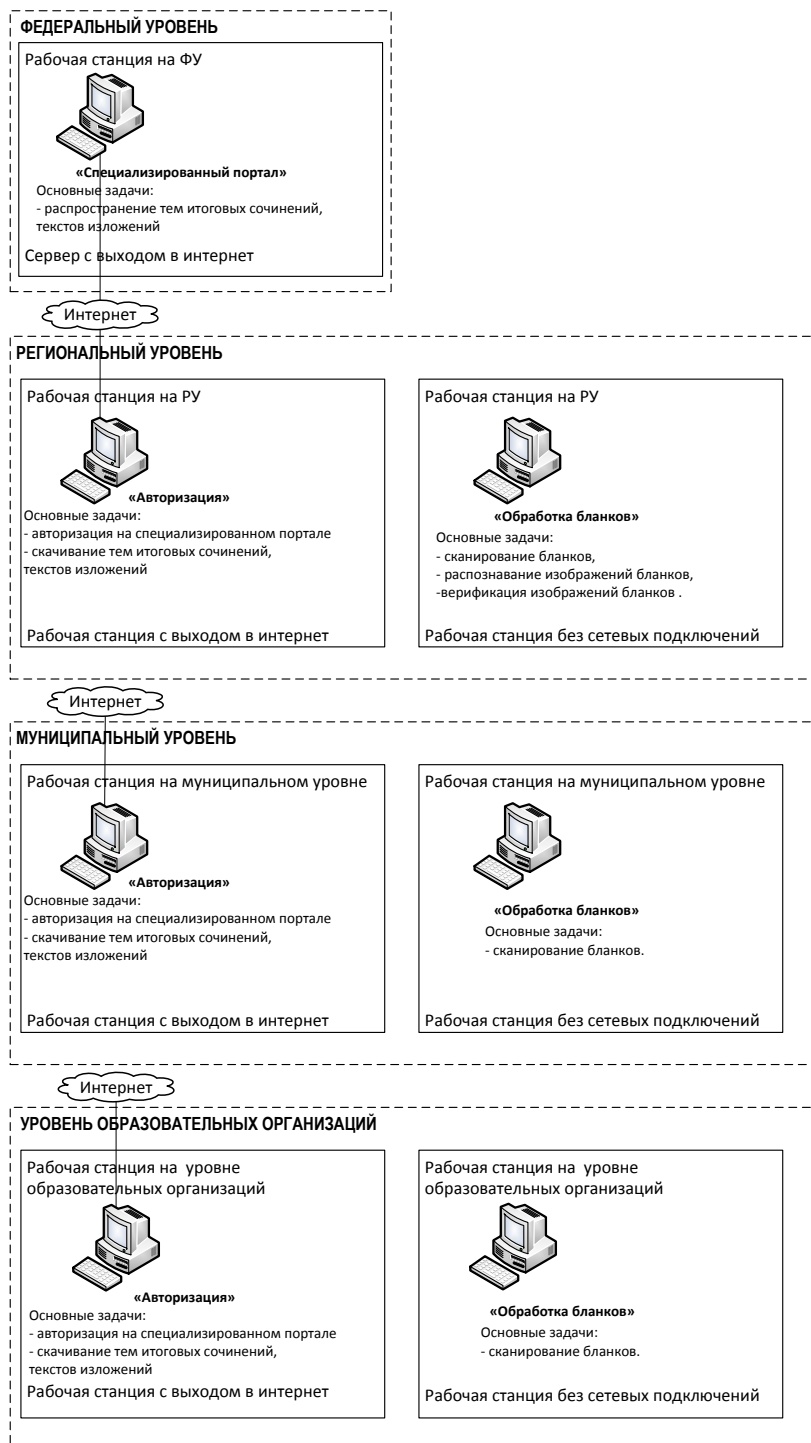 ФЕДЕРАЛЬНЫЙ УРОВЕНЬ
Рабочая станция на ФУ
«Специализированный портал»
Основные задачи:
- распространение тем итоговых сочинений,
текстов изложений
Сервер с выходом в интернет
Интернет
РЕГИОНАЛЬНЫЙ УРОВЕНЬ
Рабочая станция на РУ
«Авторизация»
Основные задачи:
- авторизация на специализированном портале
- скачивание тем итоговых сочинений,
текстов изложений
Рабочая станция с выходом в интернет
Рабочая станция на РУ
«Обработка бланков»
Основные задачи:
- сканирование бланков,
- распознавание изображений бланков,
-верификация изображений бланков .
Рабочая станция без сетевых подключений
Интернет
МУНИЦИПАЛЬНЫЙ УРОВЕНЬ
Рабочая станция на муниципальном уровне
«Авторизация»
Основные задачи:
- авторизация на специализированном портале
- скачивание тем итоговых сочинений,
текстов изложений
Рабочая станция с выходом в интернет
Рабочая станция на муниципальном уровне
«Обработка бланков»
Основные задачи:
- сканирование бланков.
Рабочая станция без сетевых подключений
Интернет
УРОВЕНЬ ОБРАЗОВАТЕЛЬНЫХ ОРГАНИЗАЦИЙ
Рабочая станция на уровне
образовательных организаций
«Авторизация»
Основные задачи:
- авторизация на специализированном портале
- скачивание тем итоговых сочинений,
текстов изложений
Рабочая станция с выходом в интернет
Рабочая станция на уровне
образовательных организаций
«Обработка бланков»
Основные задачи:
- сканирование бланков.
Рабочая станция без сетевых подключений